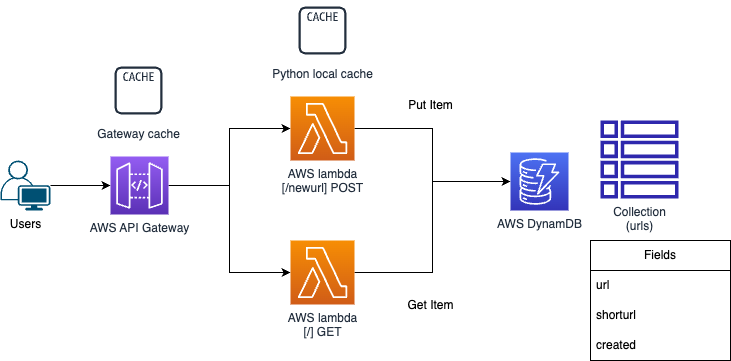 CACHE
Python local cache
CACHE
Gateway cache
Users
AWS API Gateway
AWS lambda
[/newurl] POST
Put Item
AWS lambda
[/] GET
Get Item
AWS DynamDB
Collection
(urls)
Fields
url
shorturl
created